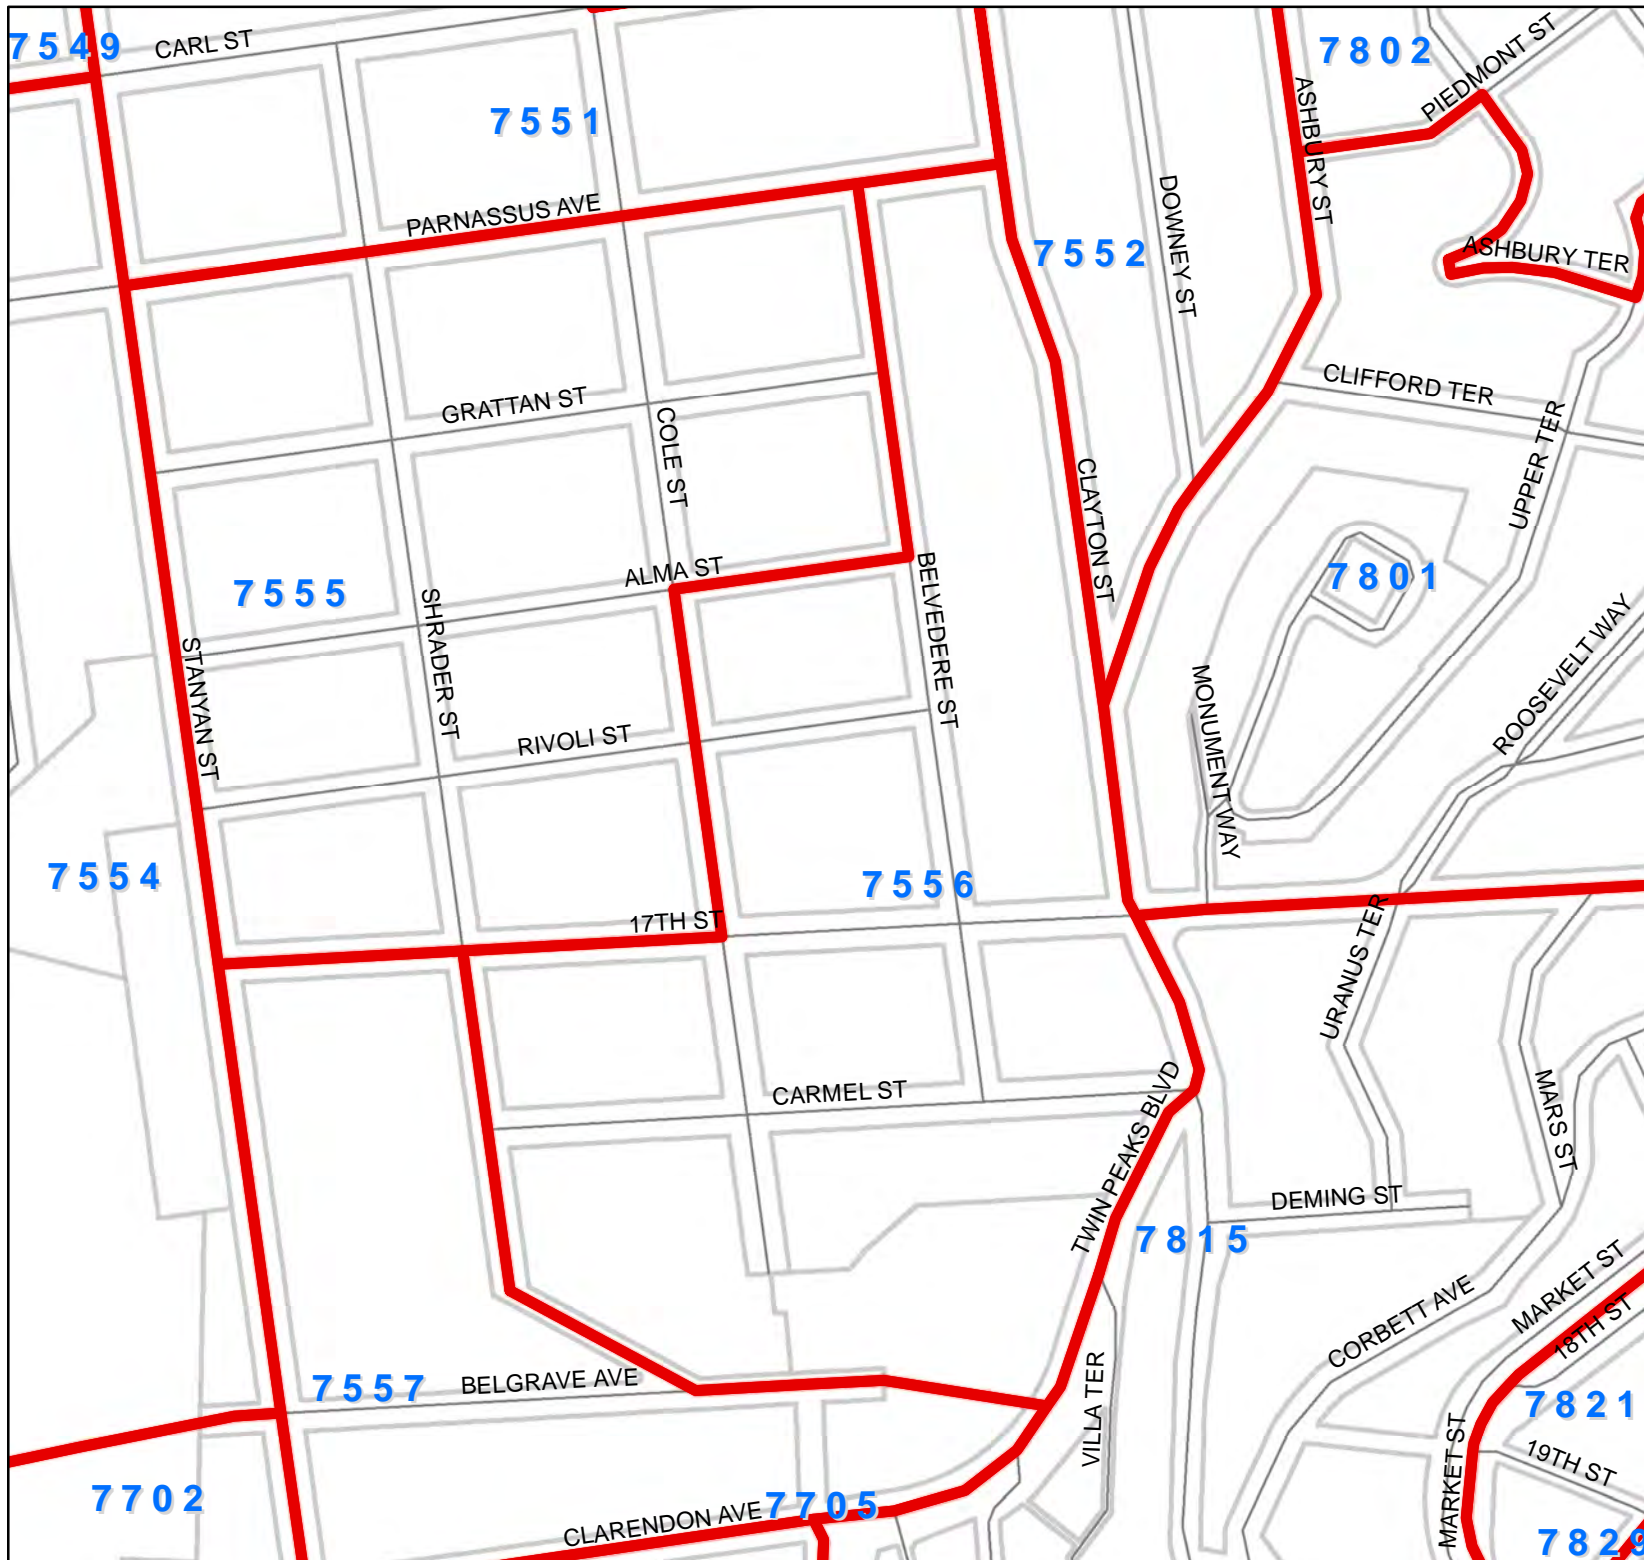 7549
CARL ST
7802
PIEDMONT ST
7551
ASHBURY ST
PARNASSUS AVE
DOWNEY ST
7552
ASHBURY TER
CLIFFORD TER
GRATTAN ST
COLE ST
UPPER TER
CLAYTON ST
ALMA ST
7801
7555
SHRADER ST
BELVEDERE ST
ROOSEVELT WAY
STANYAN ST
MONUMENT WAY
RIVOLI ST
7554
7556
17TH ST
URANUS TER
CARMEL ST
TWIN PEAKS BLVD
MARS ST
DEMING ST
7815
MARKET ST
CORBETT AVE
18TH ST
7557
BELGRAVE AVE
VILLA TER
7821
MARKET ST
19TH ST
7702
7705
CLARENDON AVE
7829